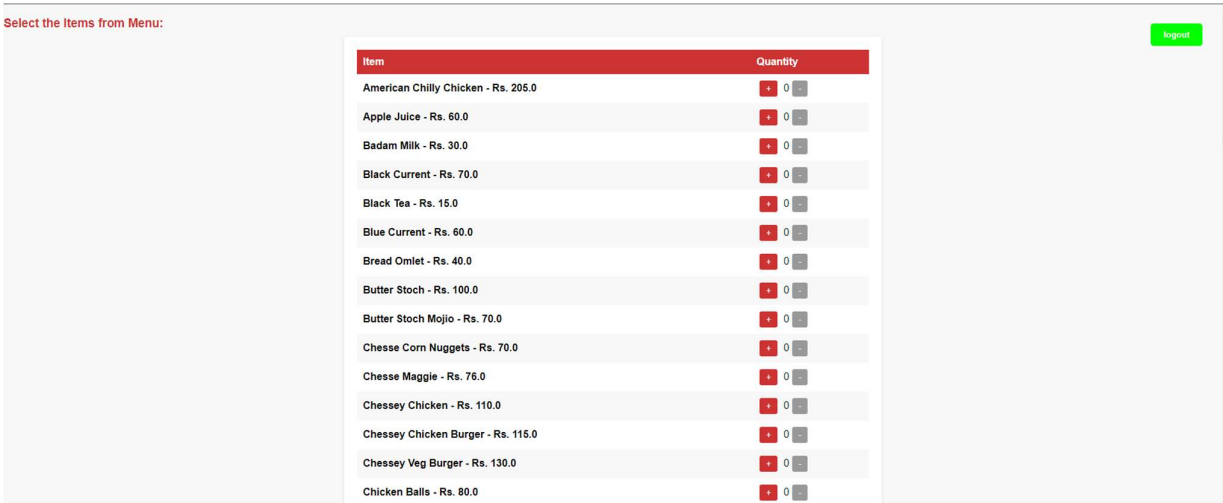 Select the Items from Menu:
logout
Item Quantity
American Chilly Chicken - Rs. 205.0 + 0 -
Apple Juice - Rs. 60.0 + 0 -
Badam Milk - Rs. 30.0 + 0 -
Black Current - Rs. 70.0 + 0 -
Black Tea - Rs. 15.0 + 0 -
Blue Current - Rs. 60.0 + 0 -
Bread Omlet - Rs. 40.0 + 0 -
Butter Stoch - Rs. 100.0 + 0 -
Butter Stoch Mojio - Rs. 70.0 + 0 -
Chesse Corn Nuggets - Rs. 70.0 + 0 -
Chesse Maggie - Rs. 76.0 + 0 -
Chessey Chicken - Rs. 110.0 + 0 -
Chessey Chicken Burger - Rs. 115.0 + 0 -
Chessey Veg Burger - Rs. 130.0 + 0 -
Chicken Balls - Rs. 80.0 + 0 -